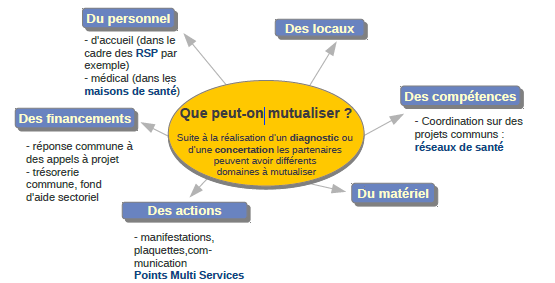 Du personnel
- d'accueil (dans le
cadre des RSP par
exemple)
- médical (dans les
maisons de santé)
Des locaux
Des compétences
- Coordination sur des
projets communs :
réseaux de santé
Que peut-on mutualiser ?
Suite à la réalisation d'un diagnostic ou
d'une concertation les partenaires
peuvent avoir différents
domaines à mutualiser
Des financements
- réponse commune à
des appels à projet
- trésorerie
commune, fond
d'aide sectoriel
Du matériel
Des actions
- manifestations,
plaquettes,com-
munication
Points Multi Services